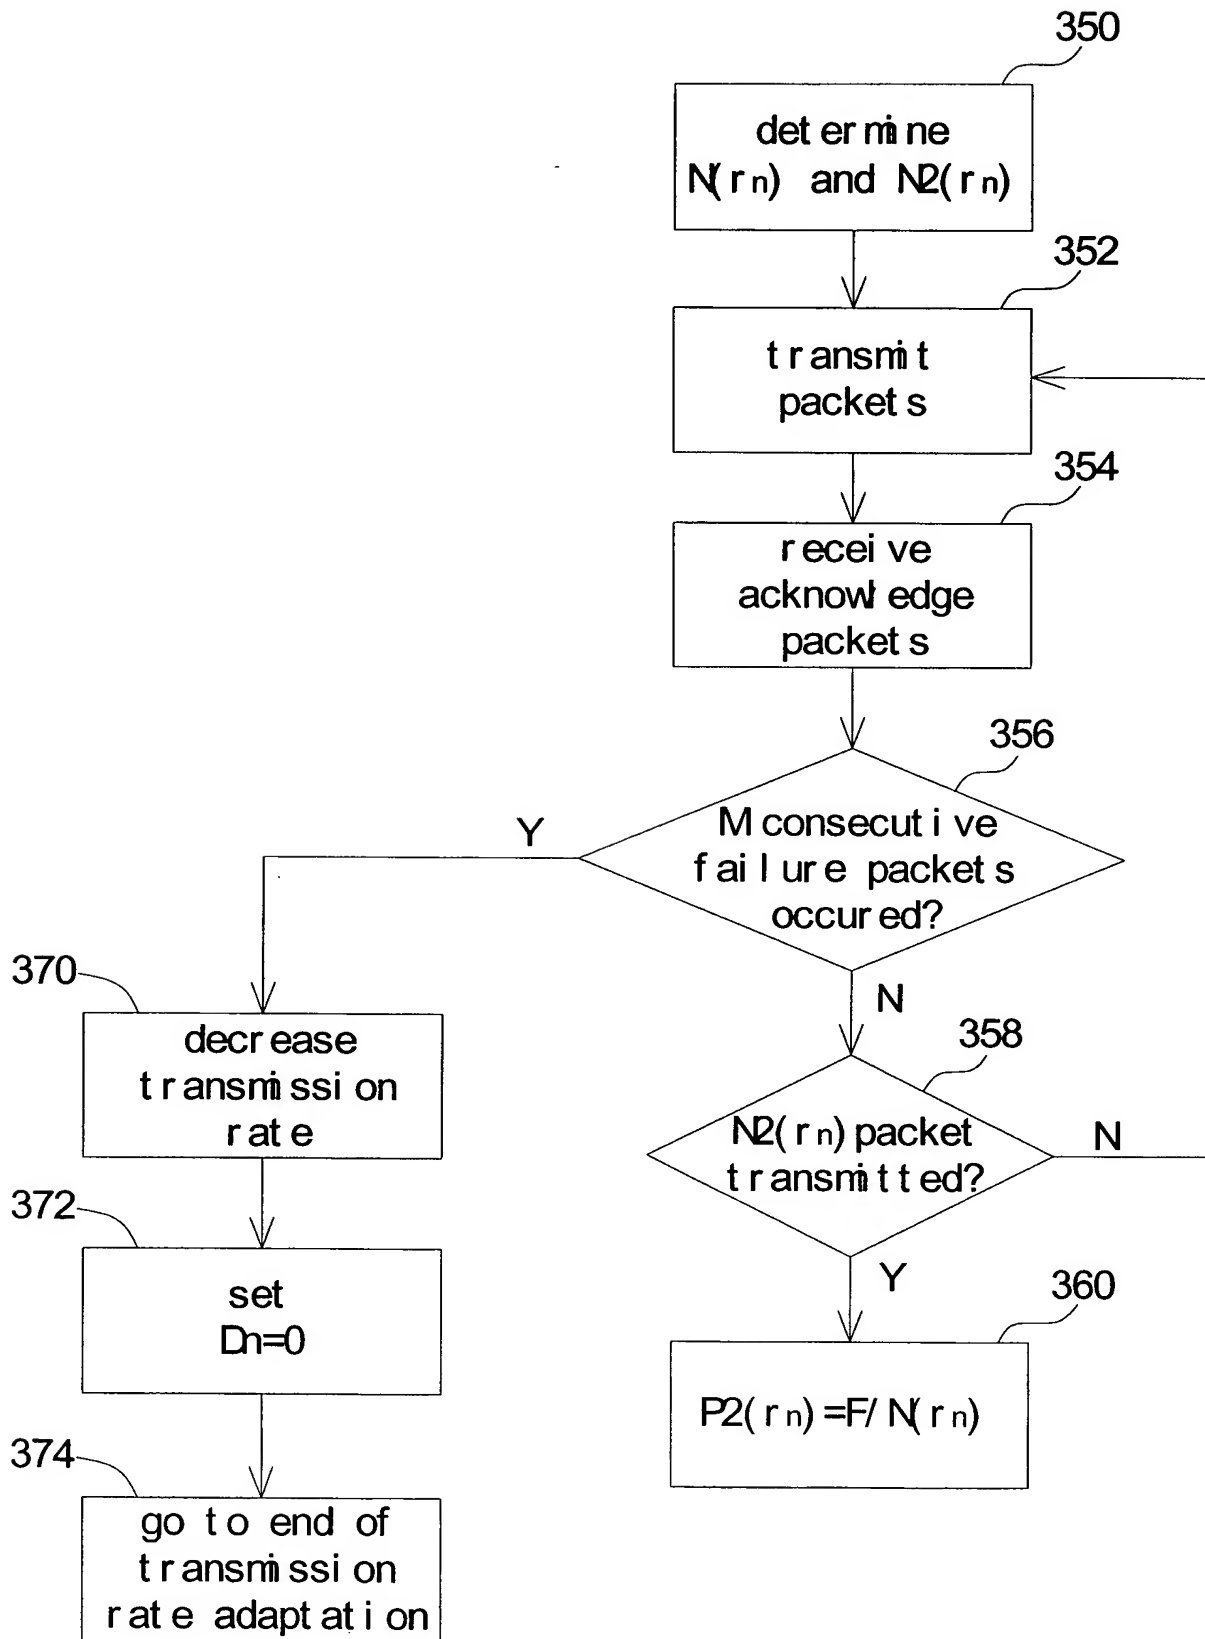 350
determine
N(rn) and N2(rn)
352
transmit
packets
354
receive
acknowledge
packets
356
M consecutive
failure packets
occured?
Y
N
370
decrease
transmission
rate
358
N2(rn) packet
transmitted?
N
Y
372
set
Dn=0
360
P2(rn)=F/N(rn)
374
go to end of
transmission
rate adaptation